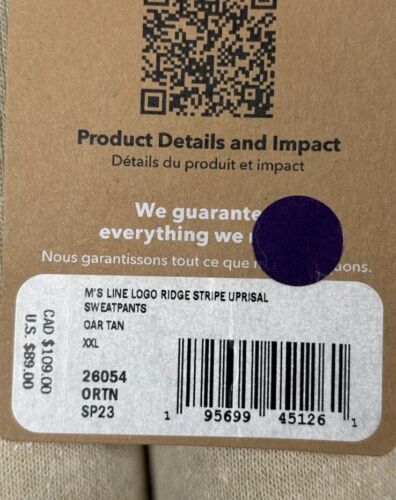 Product Details and Impact
Détails du produit et impact
We guarante
everything we
Nous garantissons tout ce que ions.
M'S LINE LOGO RIDGE STRIPE UPRISAL
SWEATPANTS
OAR TAN
XXL
26054
ORTN
SP23
1 95699 45126 1
CAD $109.00
U.S. $89.00